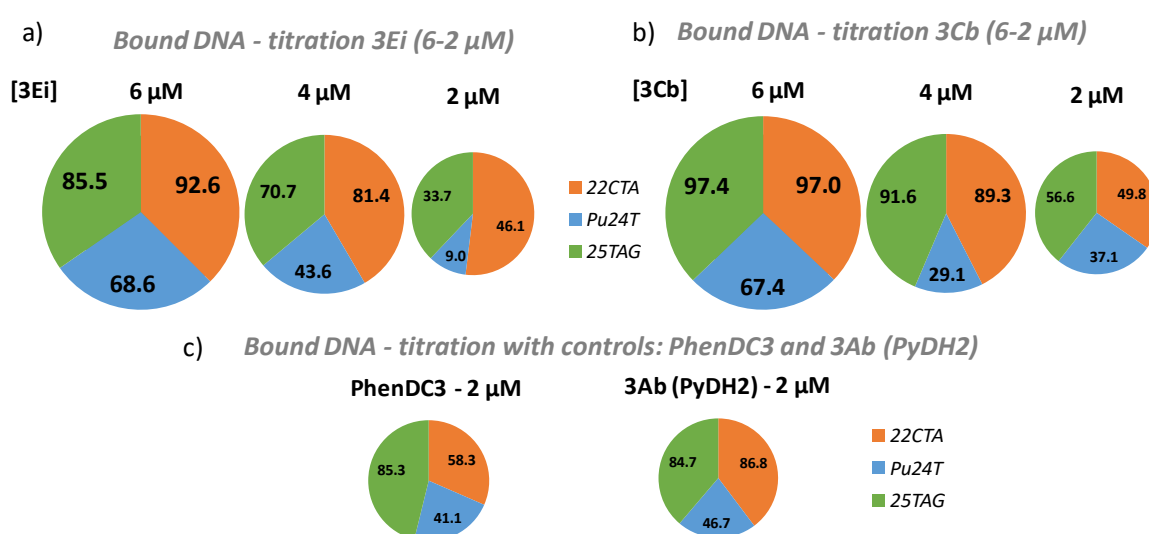 a) Bound DNA - titration 3Ei (6-2 µM)
[3Ei] 6 µM 4 µM 2 µM
85.5 92.6 68.6
70.7 81.4 43.6
33.7 46.1 9.0
22CTA
Pu24T
25TAG
b) Bound DNA - titration 3Cb (6-2 µM)
[3Cb] 6 µM 4 µM 2 µM
97.4 97.0 67.4
91.6 89.3 29.1
56.6 49.8 37.1
c) Bound DNA - titration with controls: PhenDC3 and 3Ab (PyDH2)
PhenDC3 - 2 µM
85.3 58.3 41.1
3Ab (PyDH2) - 2 µM
84.7 86.8 46.7
22CTA
Pu24T
25TAG